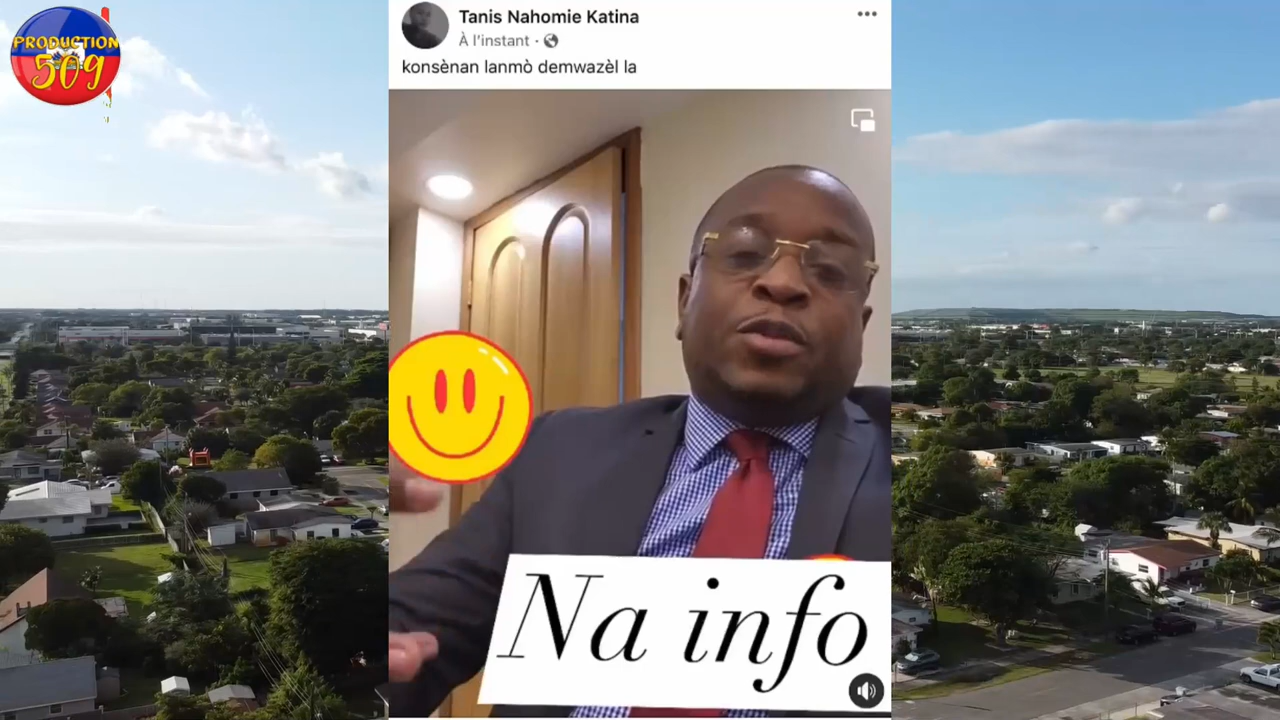 PRODUCTION
509
Tanis Nahomie Katina
À l'instant ·
konsènan lanmò demwazèl la
Na info